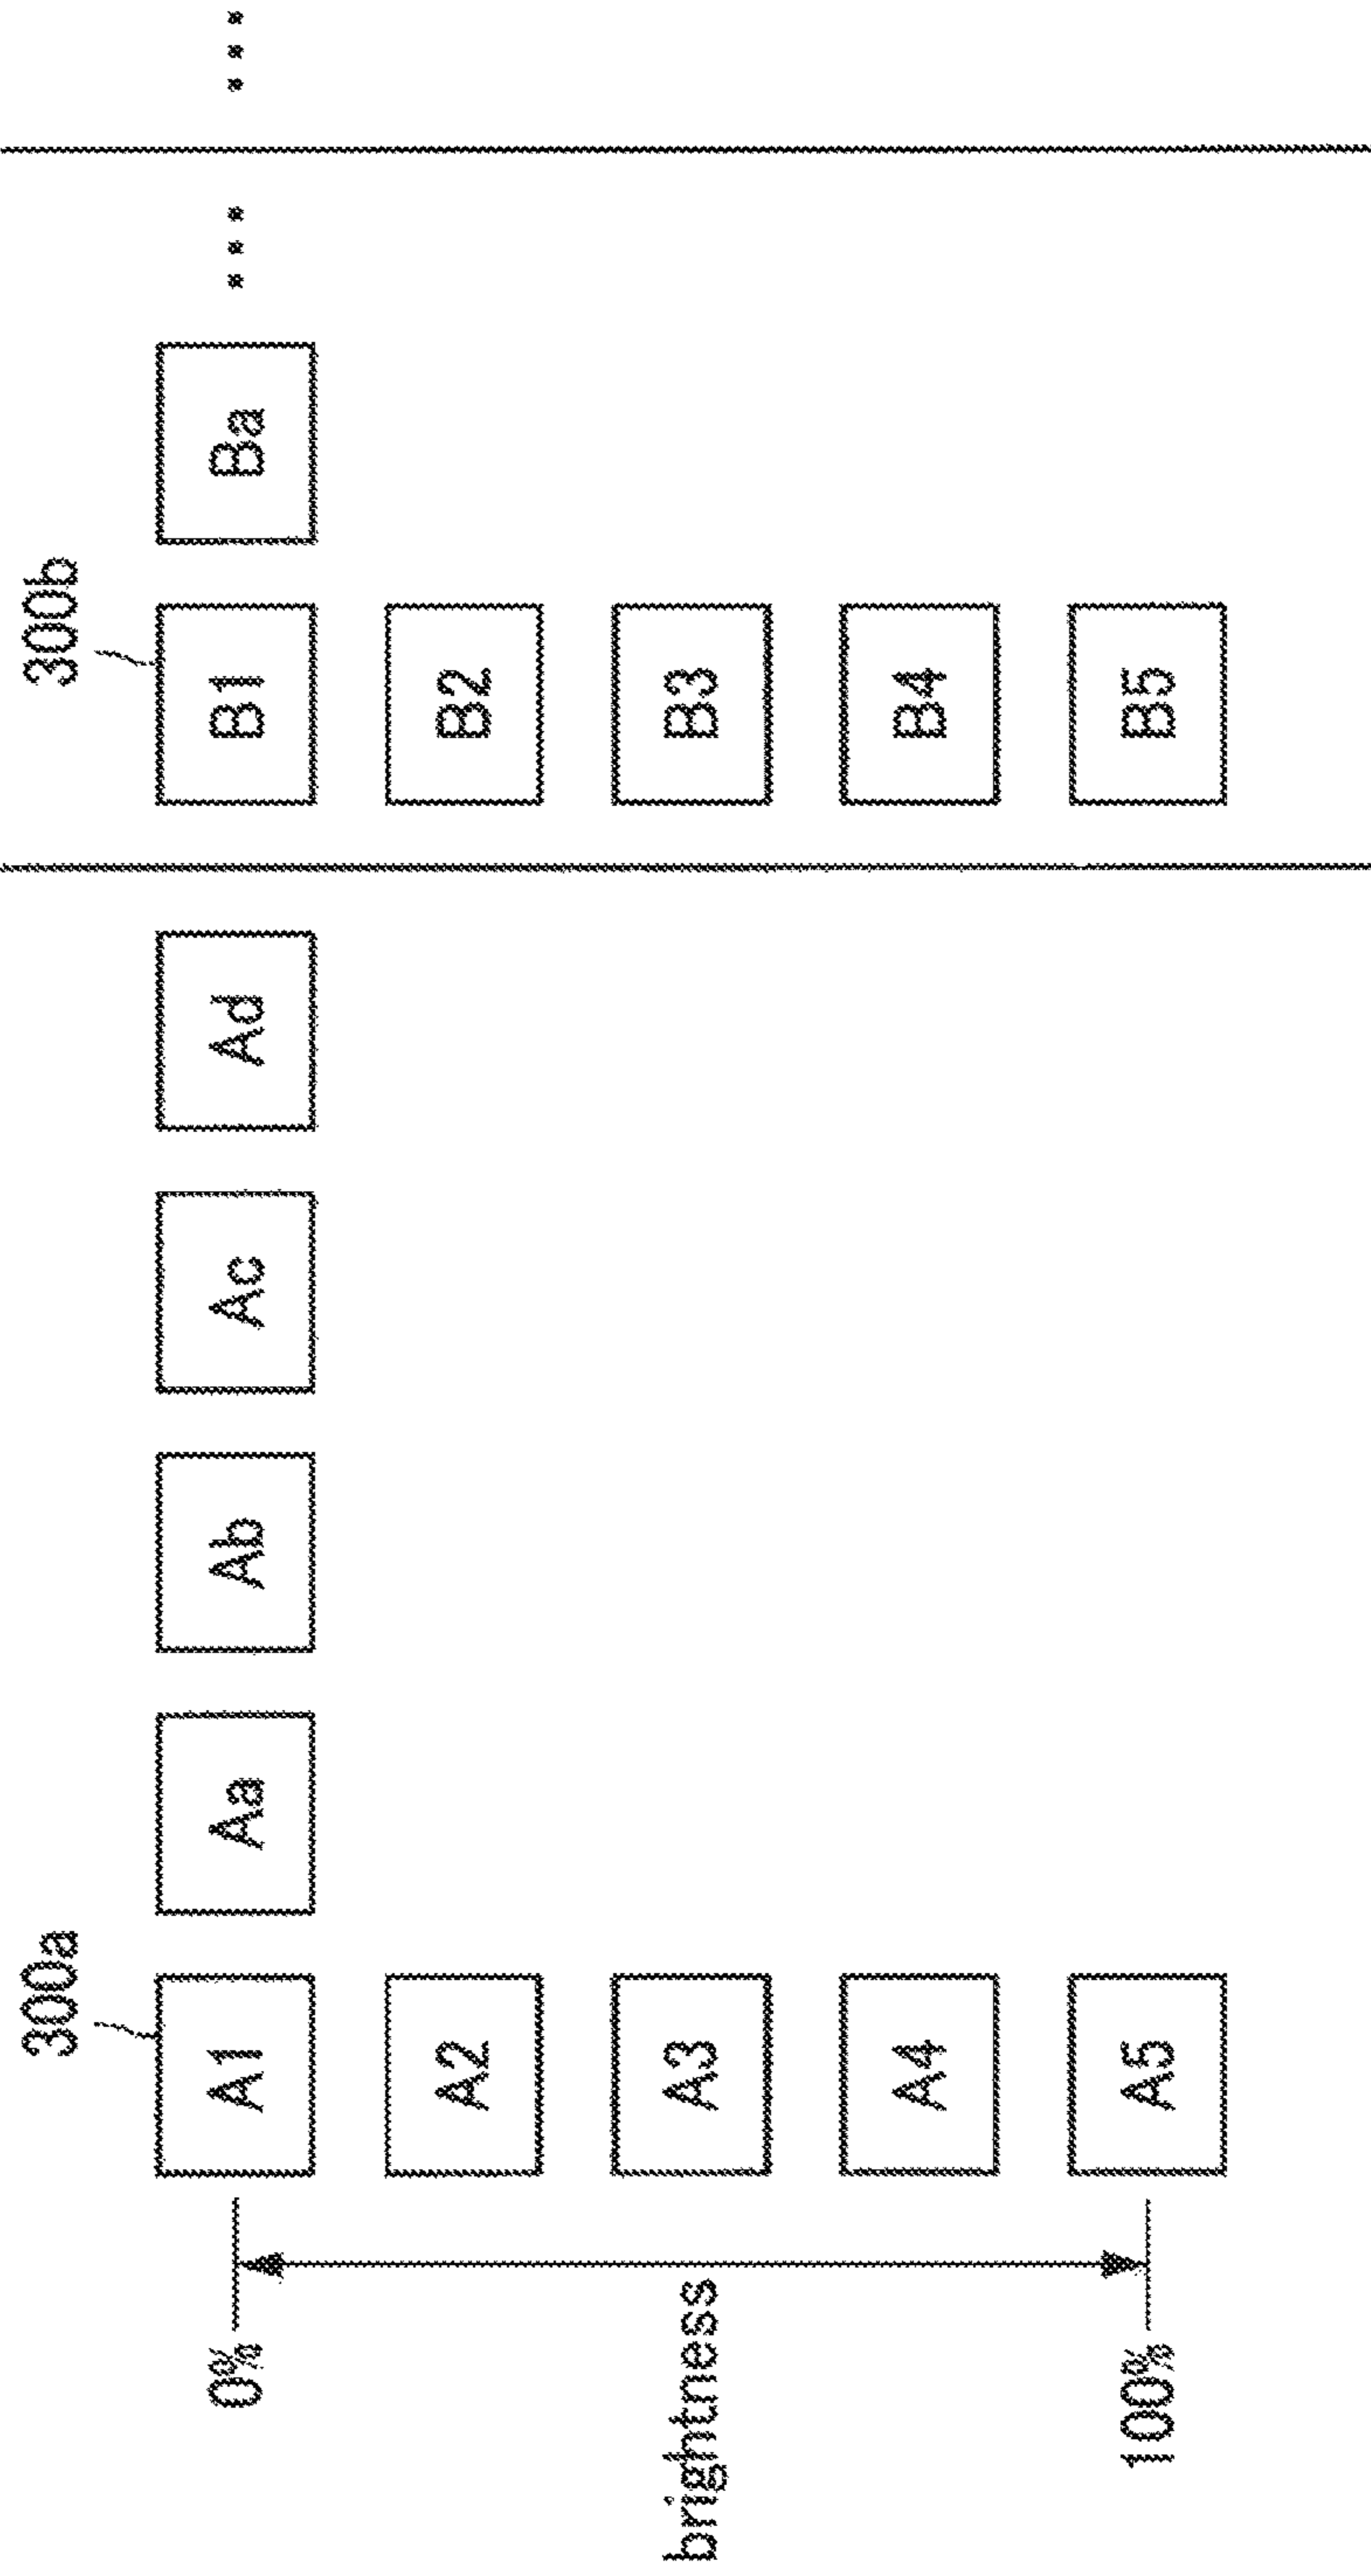 300a 300b
0% A1 Aa Ab Ac Ad B1 Ba ... ...
A2 B2
brightness A3 B3
A4 B4
100% A5 B5